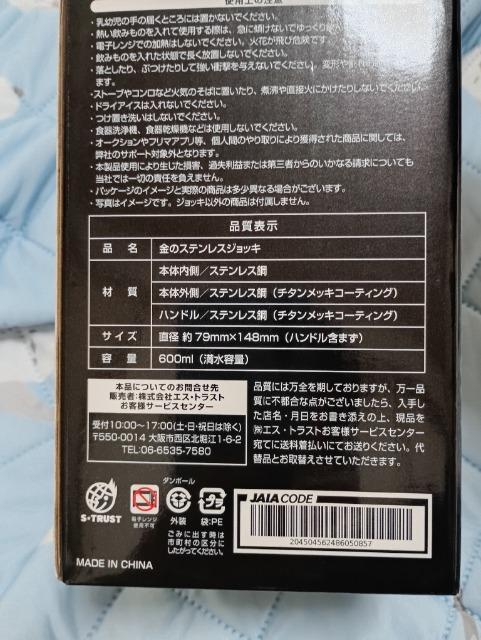 使用上の注意
・乳幼児の手の届くところには置かないでください。
・熱い飲みものを入れて使用する際は、急に傾けないでゆっくり
・電子レンジでの加熱はしないでください。火花が飛び危険です。
・飲みものを入れた状態で長く放置しないでください。
・落としたり、ぶつけたりして強い衝撃を与えないでください。変形や
ます。
・ストーブやコンロなど火気のそばに置いたり、煮沸や直接火にかけたりしないでください。
・ドライアイスは入れないでください。
・つけ置き洗いはしないでください。
・食器洗浄機、食器乾燥機などは使用しないでください。
・オークションやフリマアプリ等、個人間のやり取りにより獲得された商品に関しては、
弊社のサポート対象外となります。
・本製品使用により生じた損害、逸失利益または第三者からのいかなる請求についても
当社では一切の責任を負えません。
・パッケージのイメージと実際の商品は多少異なる場合がございます。
・写真はイメージです。ジョッキ以外の商品は付属しません。
品質表示
品 名 金のステンレスジョッキ
材 質 本体内側/ステンレス鋼
本体外側/ステンレス鋼(チタンメッキコーティング)
ハンドル/ステンレス鋼(チタンメッキコーティング)
サ イ ズ 直径 約79mm×148mm(ハンドル含まず)
容 量 600ml(満水容量)
本品についてのお問合せ先
販売者:株式会社エス・トラスト
お客様サービスセンター
受付10:00〜17:00(土・日・祝日は除く)
〒550-0014 大阪市西区北堀江1-6-2
TEL:06-6535-7580
品質には万全を期しておりますが、万一品
質に不都合な点がございましたら、入手し
た店名・月日をお書き添えの上、現品を
㈱エス・トラストお客様サービスセンター
宛てに送料着払いにてお送りください。代
替品とお取替えさせていただきます。
S・TRUST
電子レンジ
使用不可
ダンボール
外装
プラ
袋:PE
ごみに出す時は
市町村の区分に
したがってください。
JAIA CODE
204504562486050857
MADE IN CHINA